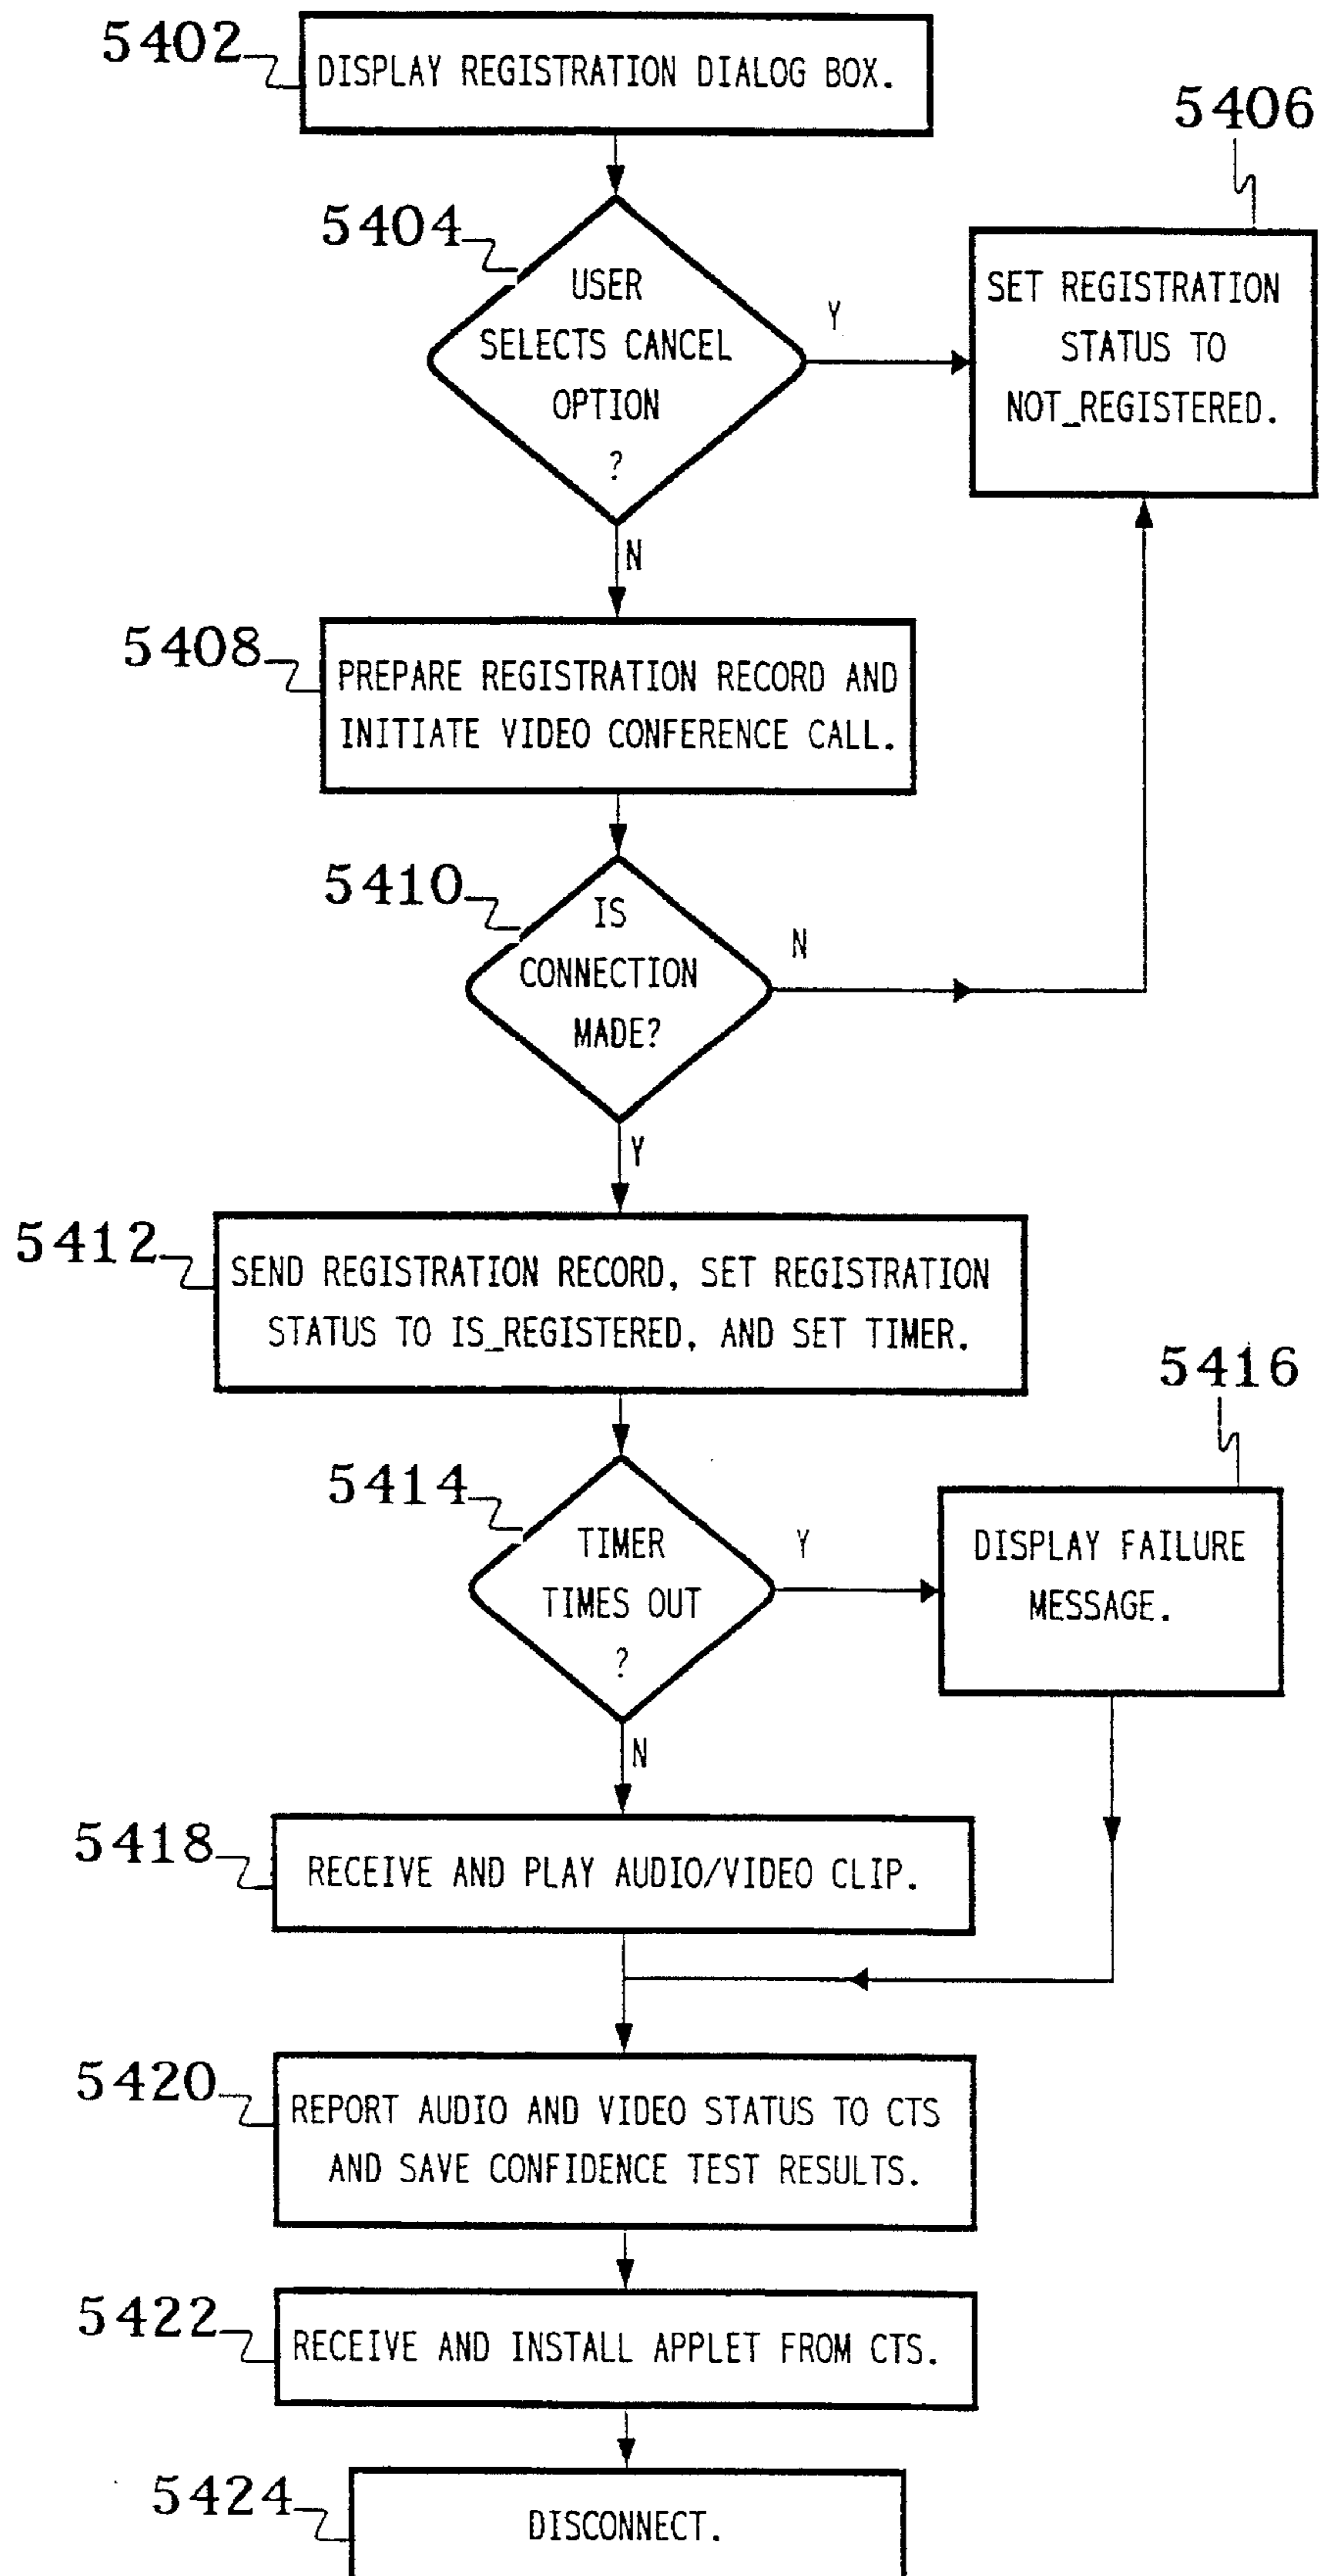 5402
DISPLAY REGISTRATION DIALOG BOX.
5404
USER
SELECTS CANCEL
OPTION
?
Y
N
5406
SET REGISTRATION
STATUS TO
NOT_REGISTERED.
5408
PREPARE REGISTRATION RECORD AND
INITIATE VIDEO CONFERENCE CALL.
5410
IS
CONNECTION
MADE?
N
Y
5412
SEND REGISTRATION RECORD, SET REGISTRATION
STATUS TO IS_REGISTERED, AND SET TIMER.
5414
TIMER
TIMES OUT
?
Y
N
5416
DISPLAY FAILURE
MESSAGE.
5418
RECEIVE AND PLAY AUDIO/VIDEO CLIP.
5420
REPORT AUDIO AND VIDEO STATUS TO CTS
AND SAVE CONFIDENCE TEST RESULTS.
5422
RECEIVE AND INSTALL APPLET FROM CTS.
5424
DISCONNECT.